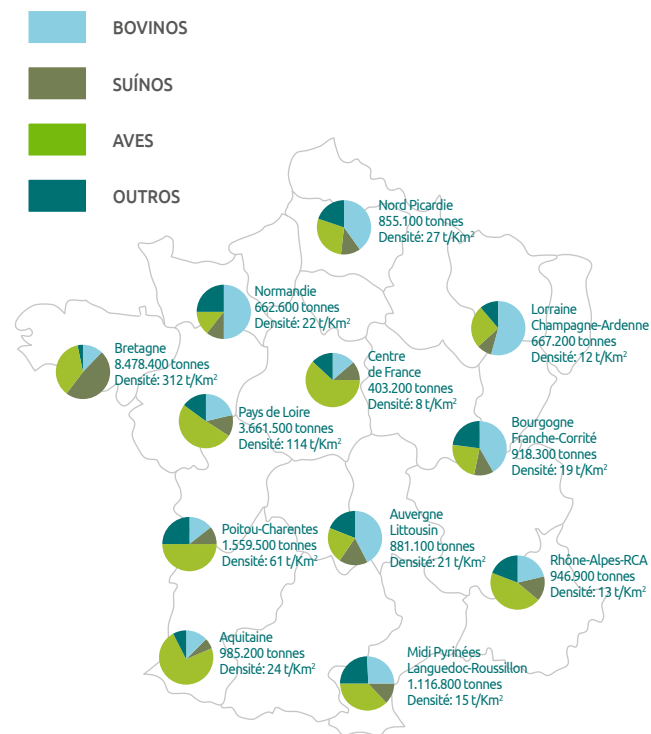 BOVINOS
SUÍNOS
AVES
OUTROS
Nord Picardie
855.100 tonnes
Densité: 27 t/Km²
Normandie
662.600 tonnes
Densité: 22 t/Km²
Lorraine
Champagne-Ardenne
667.200 tonnes
Densité: 12 t/Km²
Bretagne
8.478.400 tonnes
Densité: 312 t/Km²
Centre
de France
403.200 tonnes
Densité: 8 t/Km²
Pays de Loire
3.661.500 tonnes
Densité: 114 t/Km²
Bourgogne
Franche-Corrité
918.300 tonnes
Densité: 19 t/Km²
Poitou-Charentes
1.559.500 tonnes
Densité: 61 t/Km²
Auvergne
Littousin
881.100 tonnes
Densité: 21 t/Km²
Rhône-Alpes-RCA
946.900 tonnes
Densité: 13 t/Km²
Aquitaine
985.200 tonnes
Densité: 24 t/Km²
Midi Pyrinées
Languedoc-Roussillon
1.116.800 tonnes
Densité: 15 t/Km²